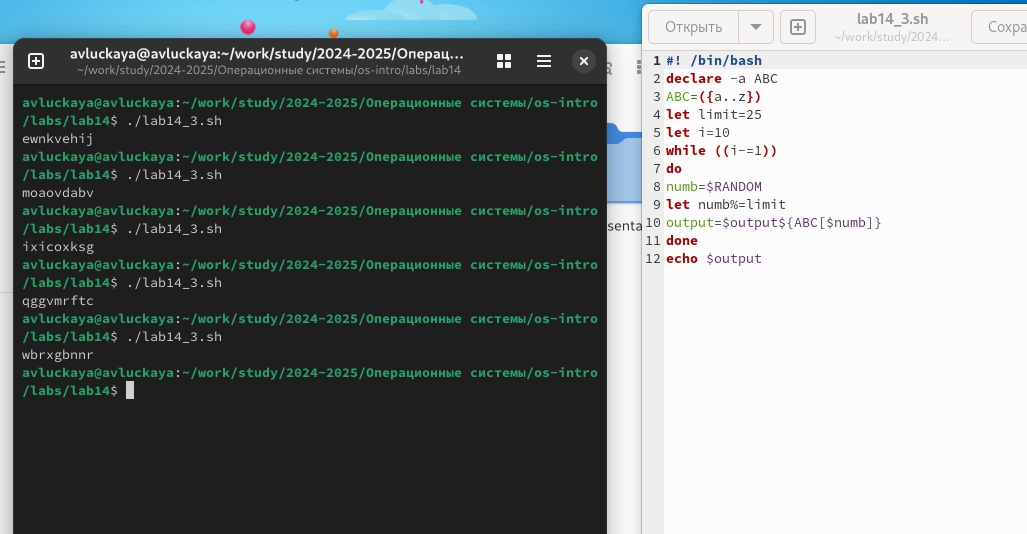 avluckaya@avluckaya:~/work/study/2024-2025/Операц...
~/work/study/2024-2025/Операционные системы/os-intro/labs/lab14
avluckaya@avluckaya:~/work/study/2024-2025/Операционные системы/os-intro
/labs/lab14$ ./lab14_3.sh
ewnkvehij
avluckaya@avluckaya:~/work/study/2024-2025/Операционные системы/os-intro
/labs/lab14$ ./lab14_3.sh
moaovdabv
avluckaya@avluckaya:~/work/study/2024-2025/Операционные системы/os-intro
/labs/lab14$ ./lab14_3.sh
ixicoxksg
avluckaya@avluckaya:~/work/study/2024-2025/Операционные системы/os-intro
/labs/lab14$ ./lab14_3.sh
qggvmrftc
avluckaya@avluckaya:~/work/study/2024-2025/Операционные системы/os-intro
/labs/lab14$ ./lab14_3.sh
wbrxgbnnr
avluckaya@avluckaya:~/work/study/2024-2025/Операционные системы/os-intro
/labs/lab14$
senta
Открыть
lab14_3.sh
~/work/study/2024...
Сохра
1 #! /bin/bash
2 declare -a ABC
3 ABC=({a..z})
4 let limit=25
5 let i=10
6 while ((i-=1))
7 do
8 numb=$RANDOM
9 let numb%=limit
10 output=$output${ABC[$numb]}
11 done
12 echo $output